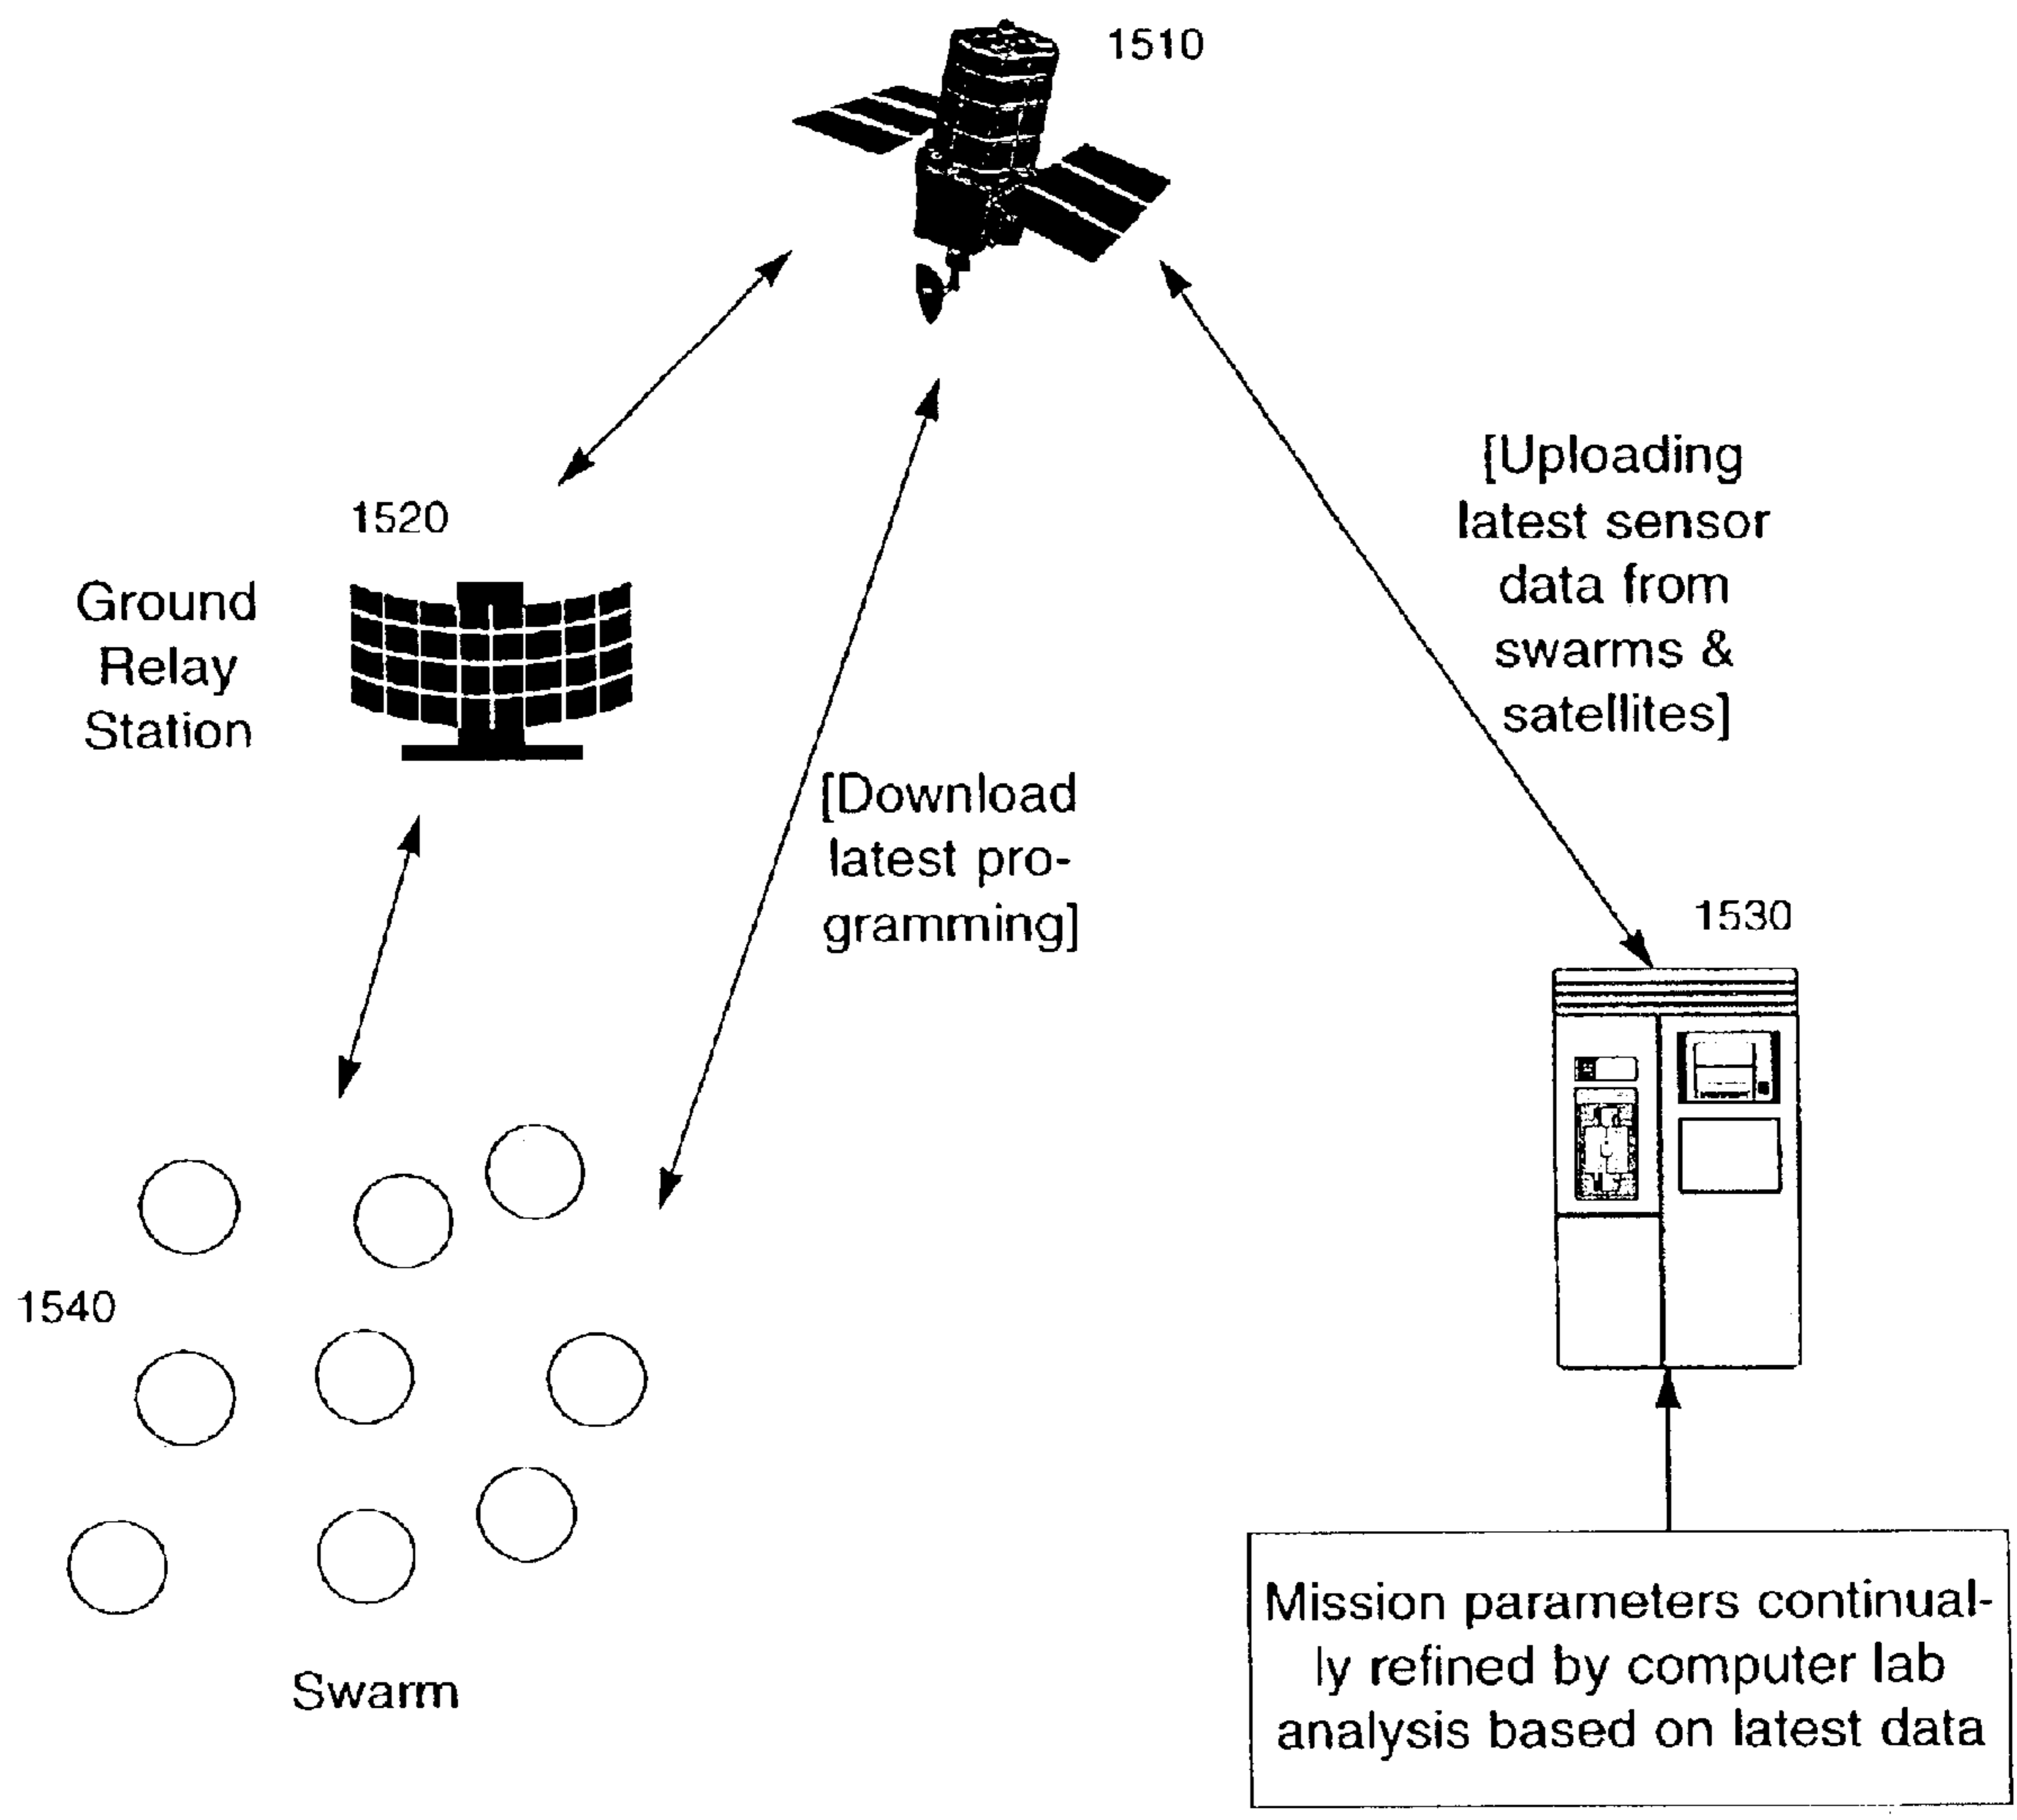 1510
1520
Ground
Relay
Station
[Uploading
latest sensor
data from
swarms &
satellites]
[Download
latest pro-
gramming]
1530
1540
Swarm
Mission parameters continual-
ly refined by computer lab
analysis based on latest data